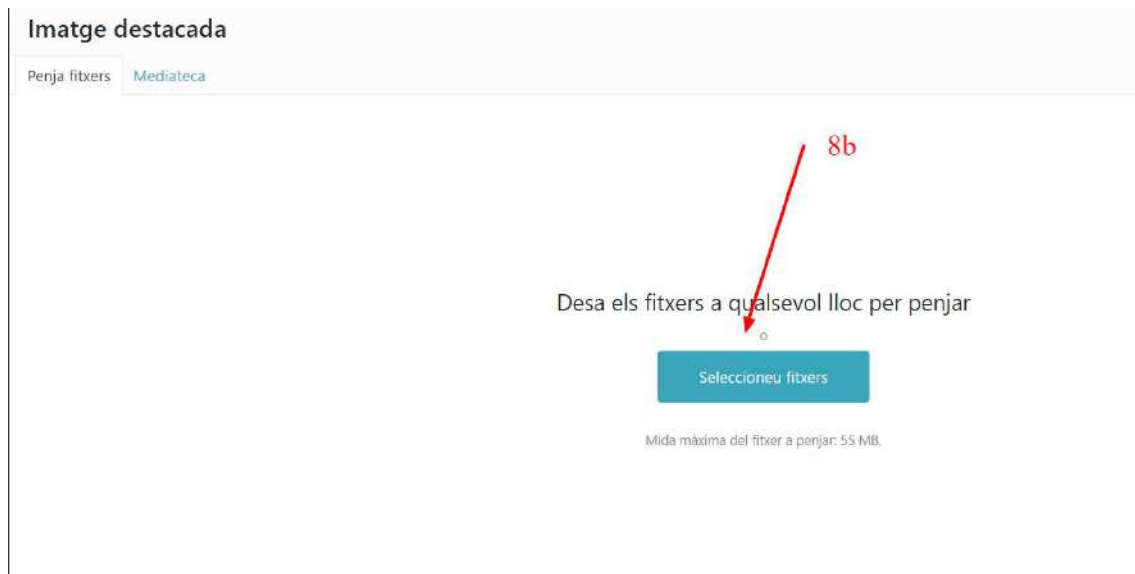 Imatge destacada
Penja fitxers Mediateca
8b
Desa els fitxers a qualsevol lloc per penjar
o
Seleccioneu fitxers
Mida màxima del fitxer a penjar: 55 MB.